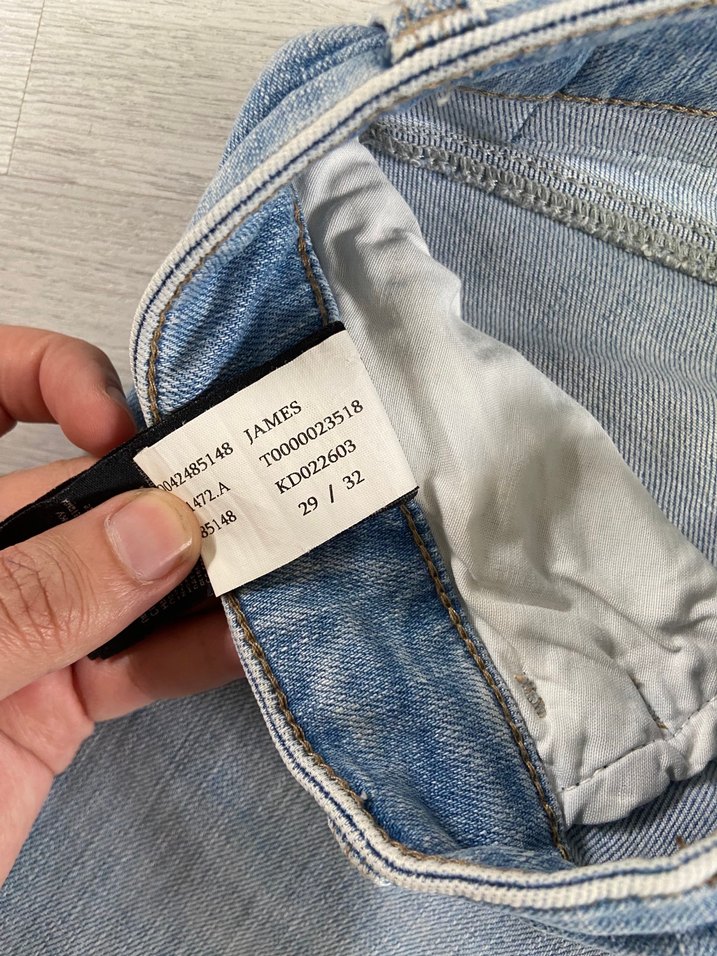 JAMES
0042485148 T0000023518
1472.A KD022603
85148 29 / 32